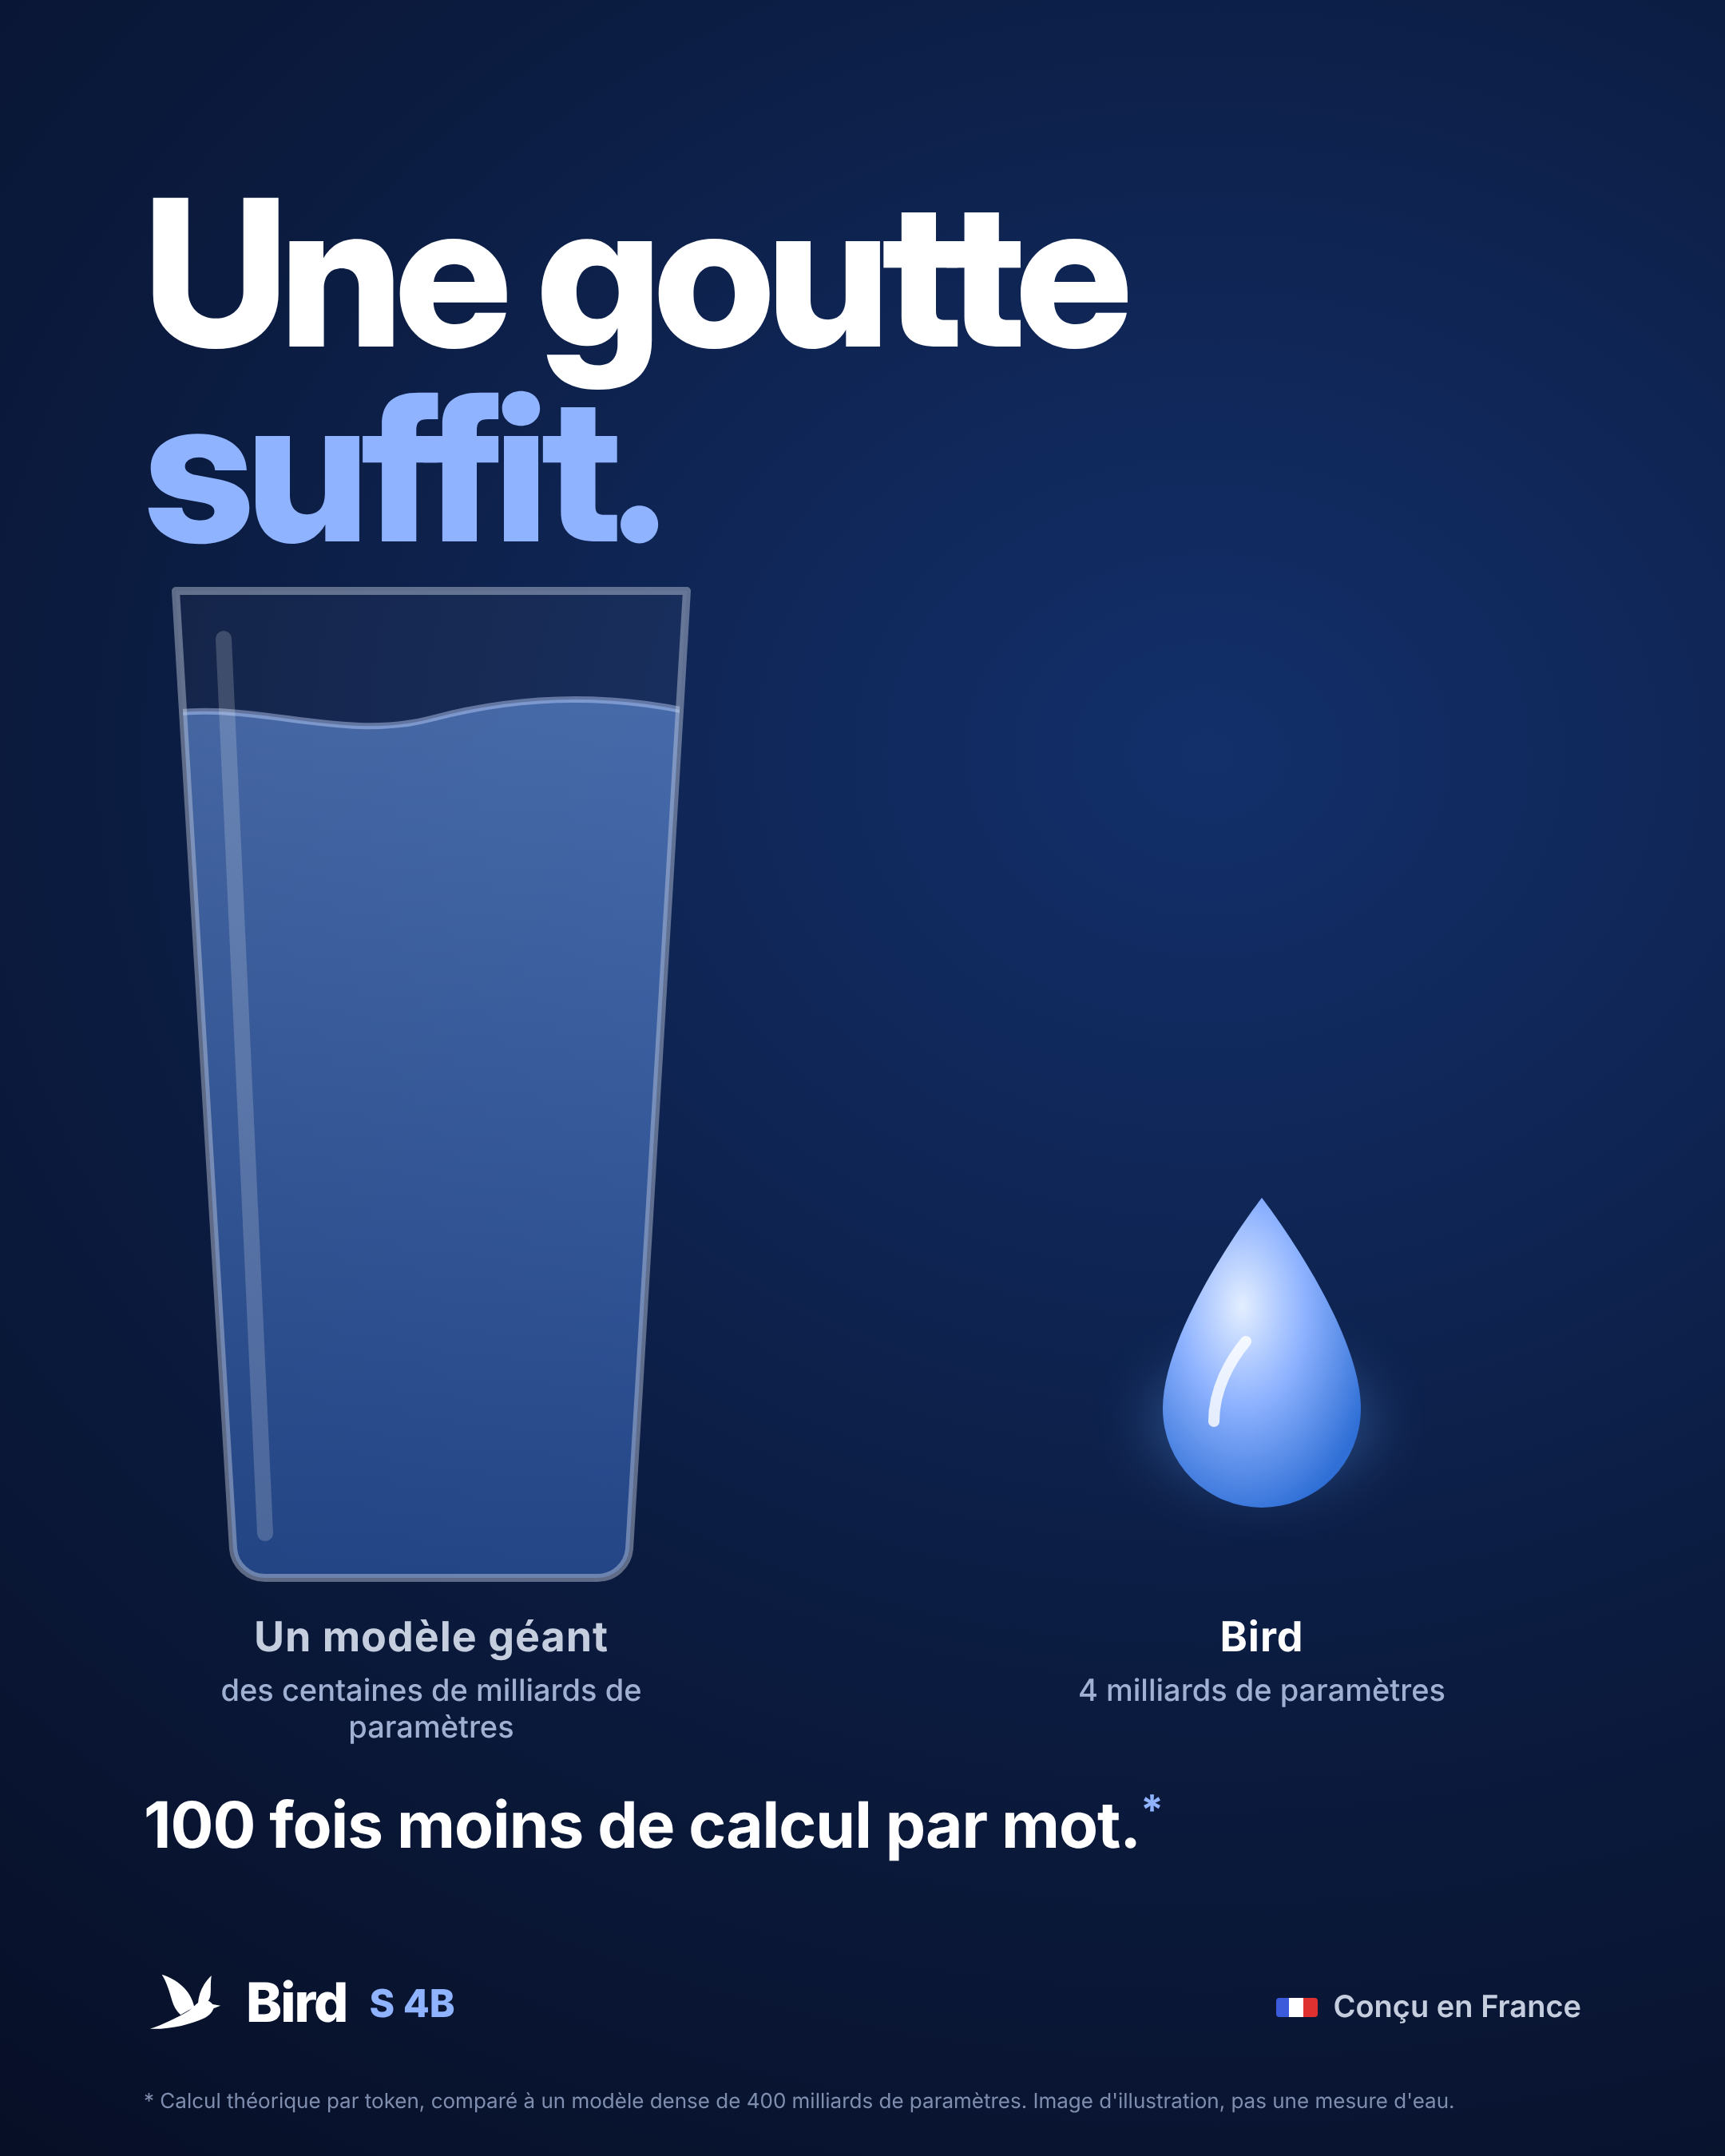 Une goutte
suffit.
Un modèle géant
des centaines de milliards de
paramètres
Bird
4 milliards de paramètres
100 fois moins de calcul par mot.*
Bird S 4B
Conçu en France
* Calcul théorique par token, comparé à un modèle dense de 400 milliards de paramètres. Image d'illustration, pas une mesure d'eau.